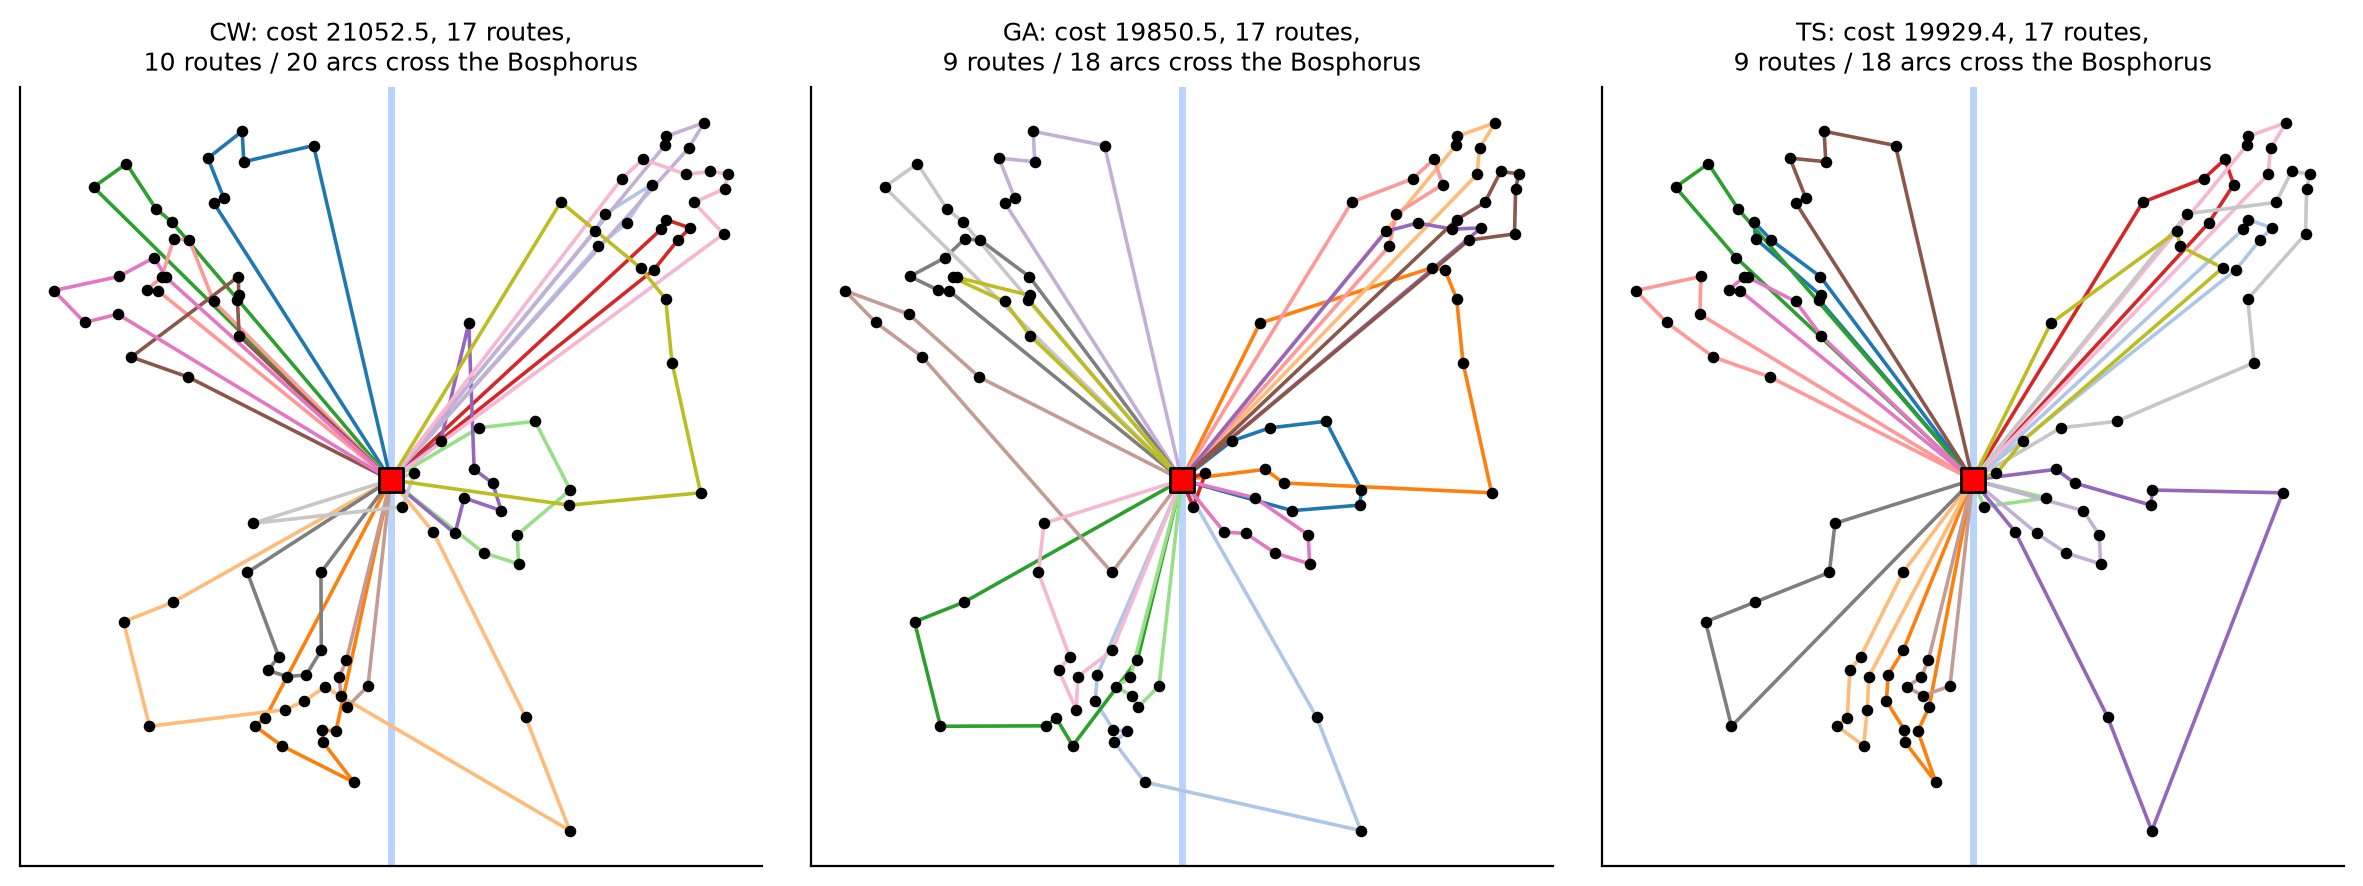 CW: cost 21052.5, 17 routes,
10 routes / 20 arcs cross the Bosphorus
GA: cost 19850.5, 17 routes,
9 routes / 18 arcs cross the Bosphorus
TS: cost 19929.4, 17 routes,
9 routes / 18 arcs cross the Bosphorus